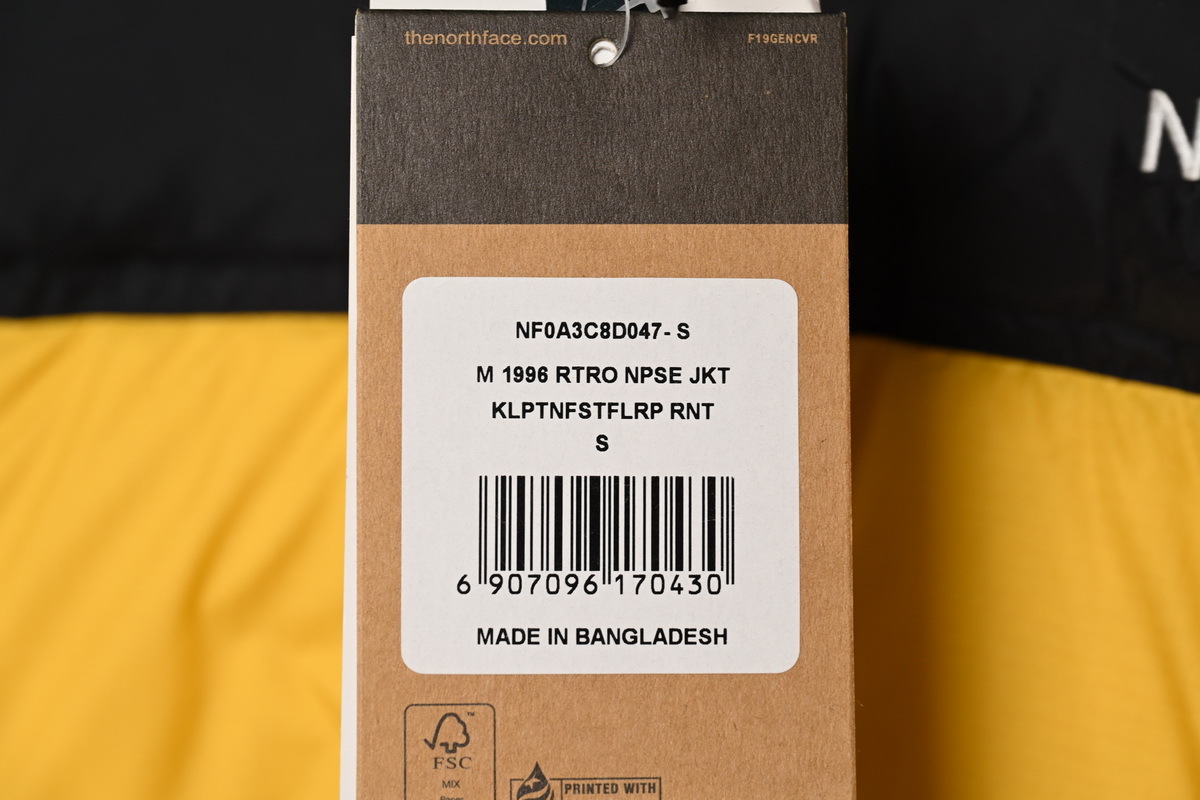 thenorthface.com
F19GENCVR
N
NF0A3C8D047- S
M 1996 RTRO NPSE JKT
KLPTNFSTFLRP RNT
S
6 907096 170430
MADE IN BANGLADESH
FSC
MIX
PRINTED WITH